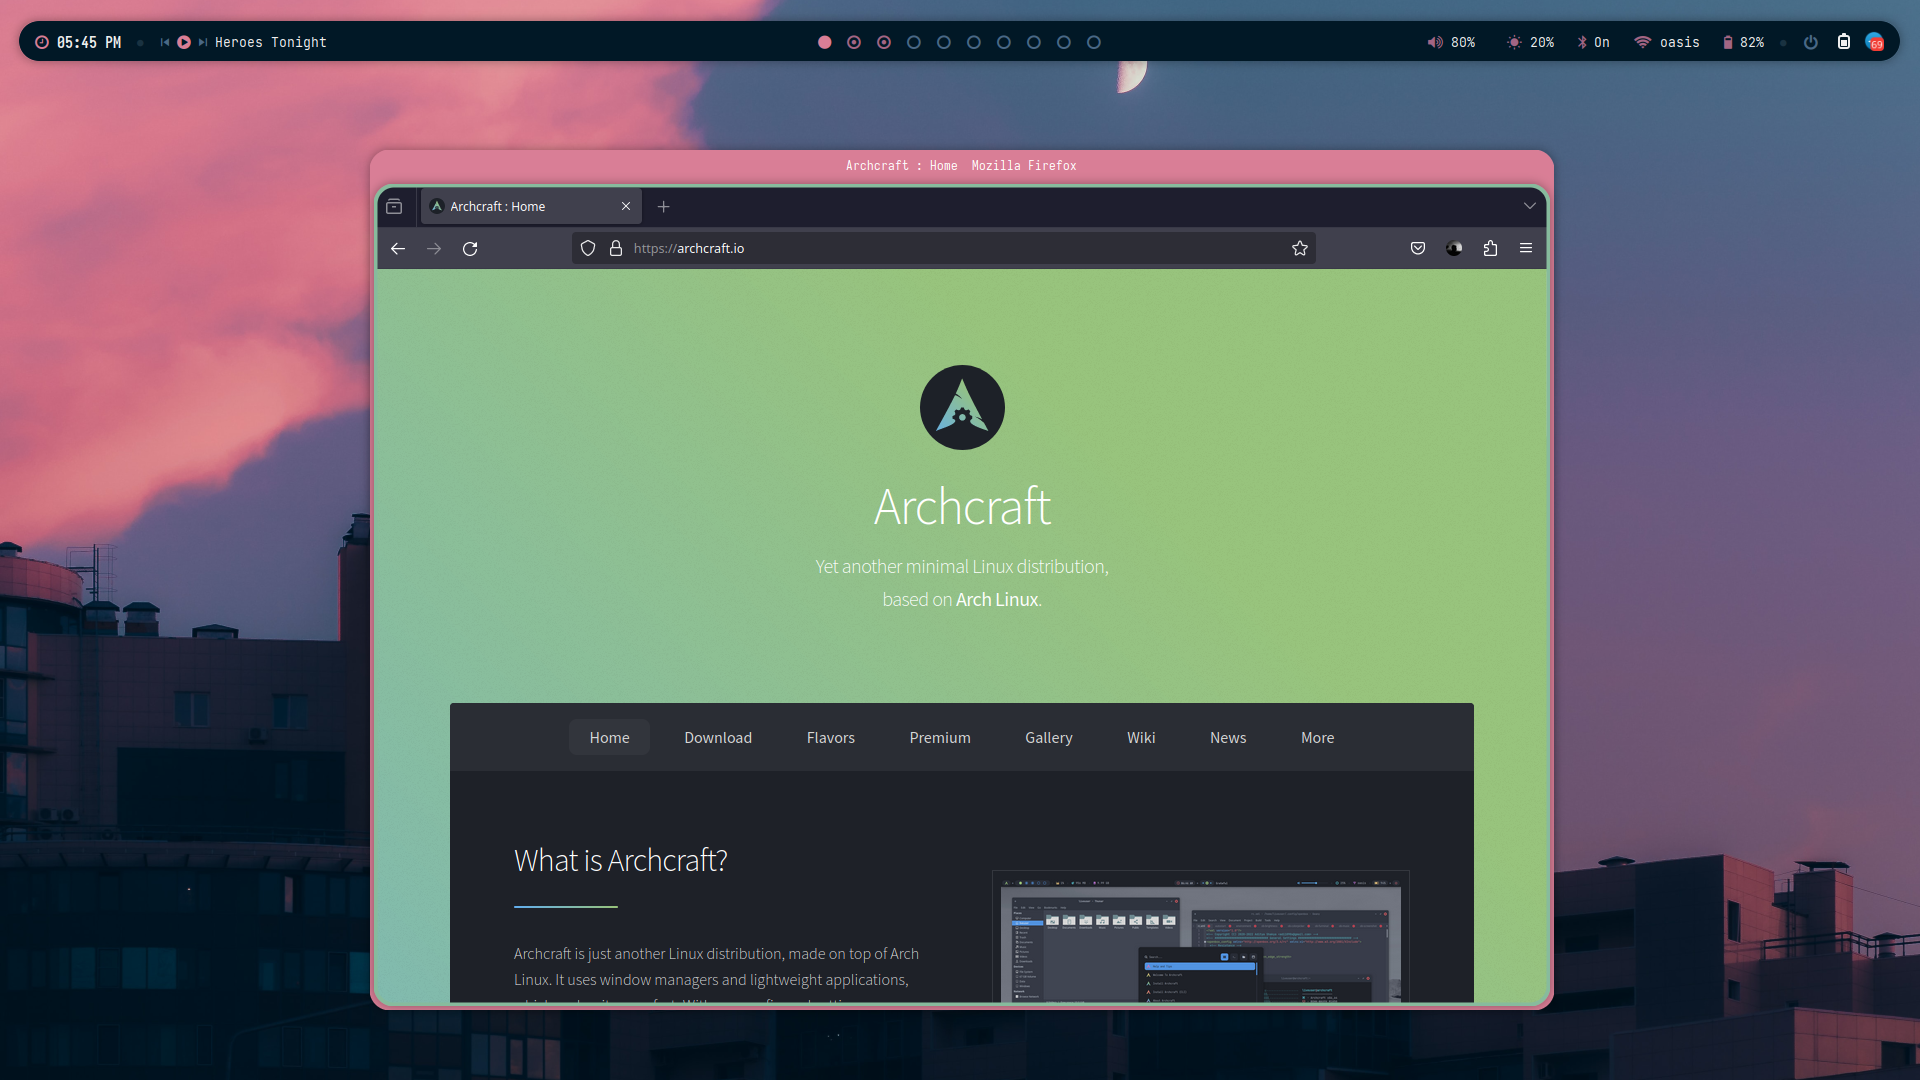 05:45 PM
Heroes Tonight
80%
20%
On
oasis
82%
69
Archcraft : Home  Mozilla Firefox
Archcraft : Home
https://archcraft.io
Archcraft
Yet another minimal Linux distribution,
based on Arch Linux.
Home
Download
Flavors
Premium
Gallery
Wiki
News
More
What is Archcraft?
Archcraft is just another Linux distribution, made on top of Arch
Linux. It uses window managers and lightweight applications,